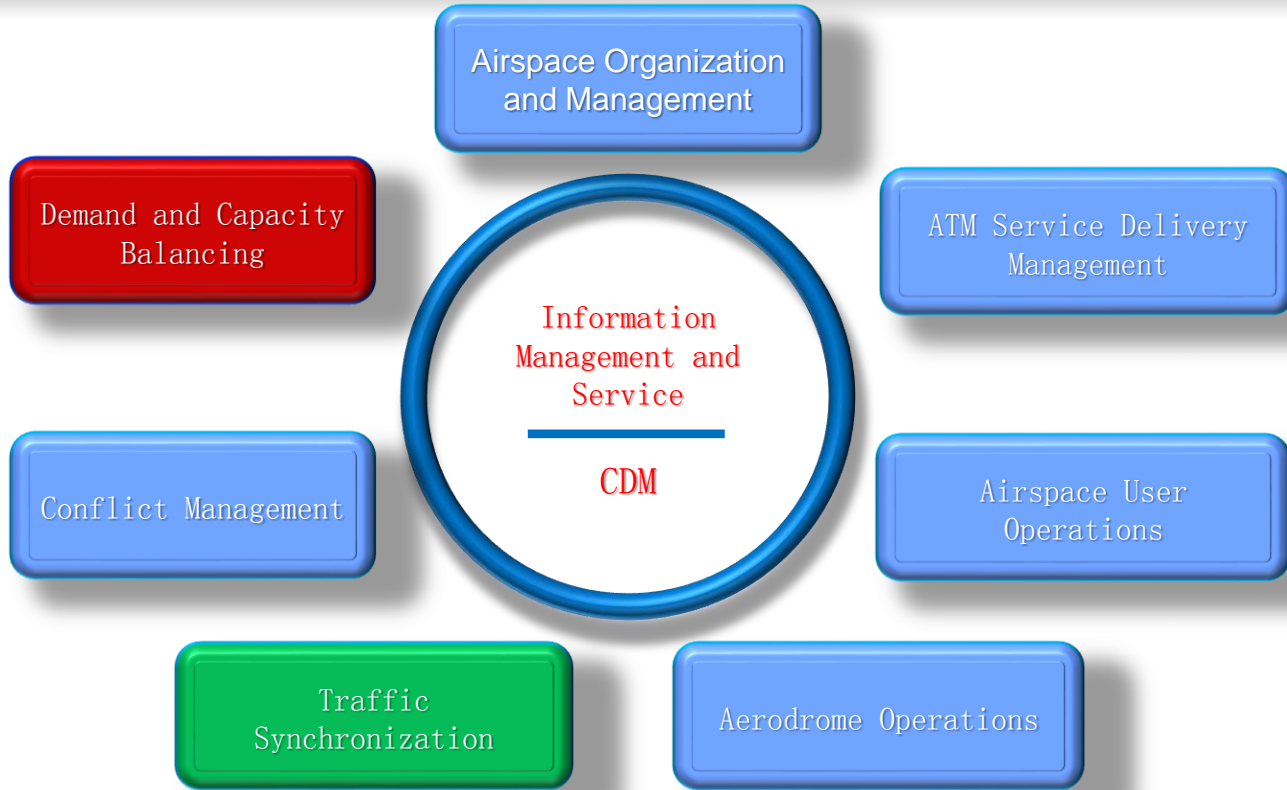 Airspace Organization
and Management
Demand and Capacity
Balancing
ATM Service Delivery
Management
Information
Management and
Service
CDM
Conflict Management
Airspace User
Operations
Traffic
Synchronization
Aerodrome Operations